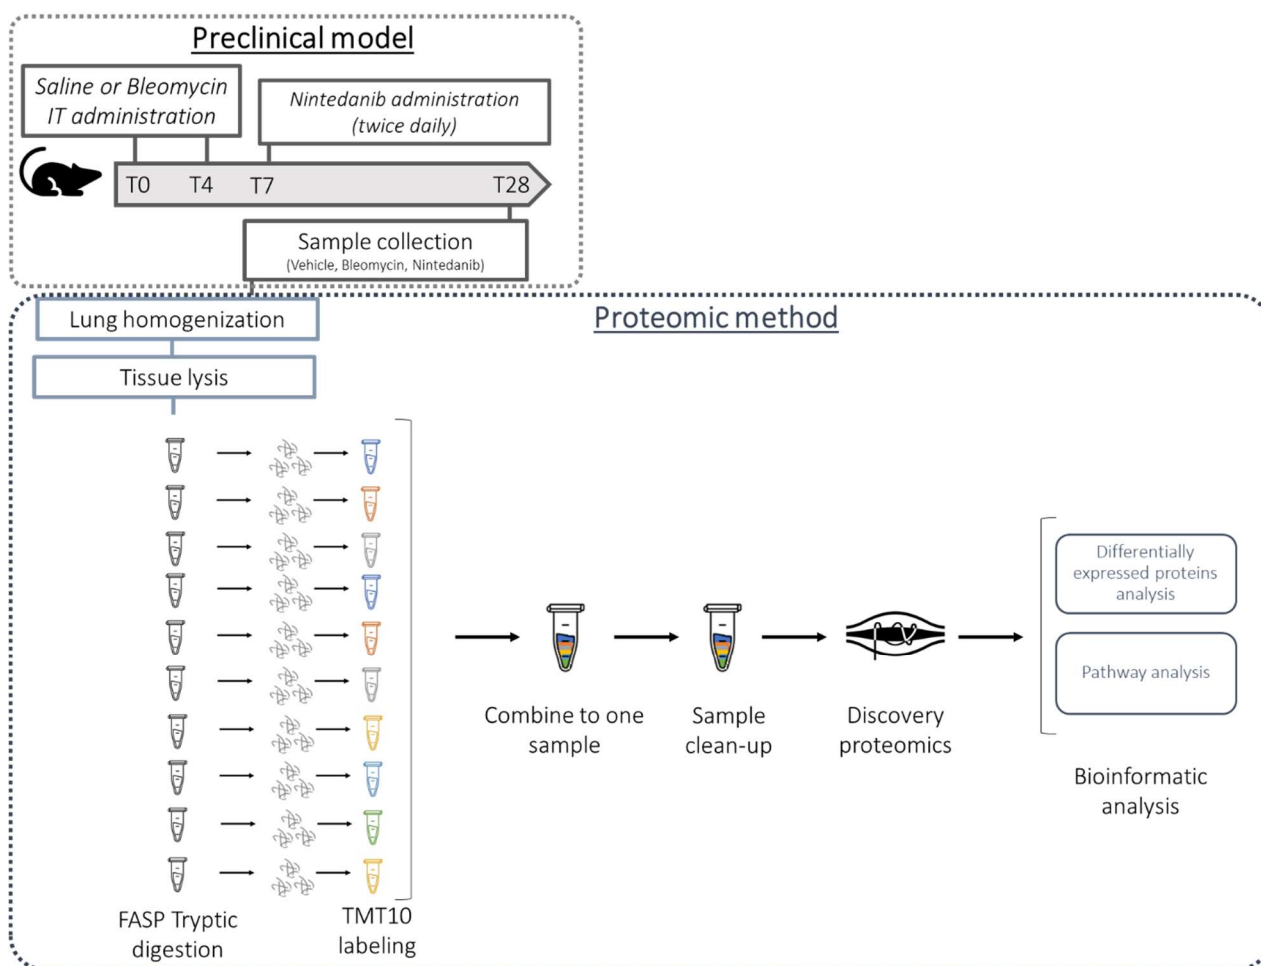 Preclinical model
Saline or Bleomycin
IT administration
Nintedanib administration
(twice daily)
T0
T4
T7
T28
Sample collection
(Vehicle, Bleomycin, Nintedanib)
Proteomic method
Lung homogenization
Tissue lysis
FASP Tryptic
digestion
TMT10
labeling
Combine to one
sample
Sample
clean-up
Discovery
proteomics
Differentially
expressed proteins
analysis
Pathway analysis
Bioinformatic
analysis